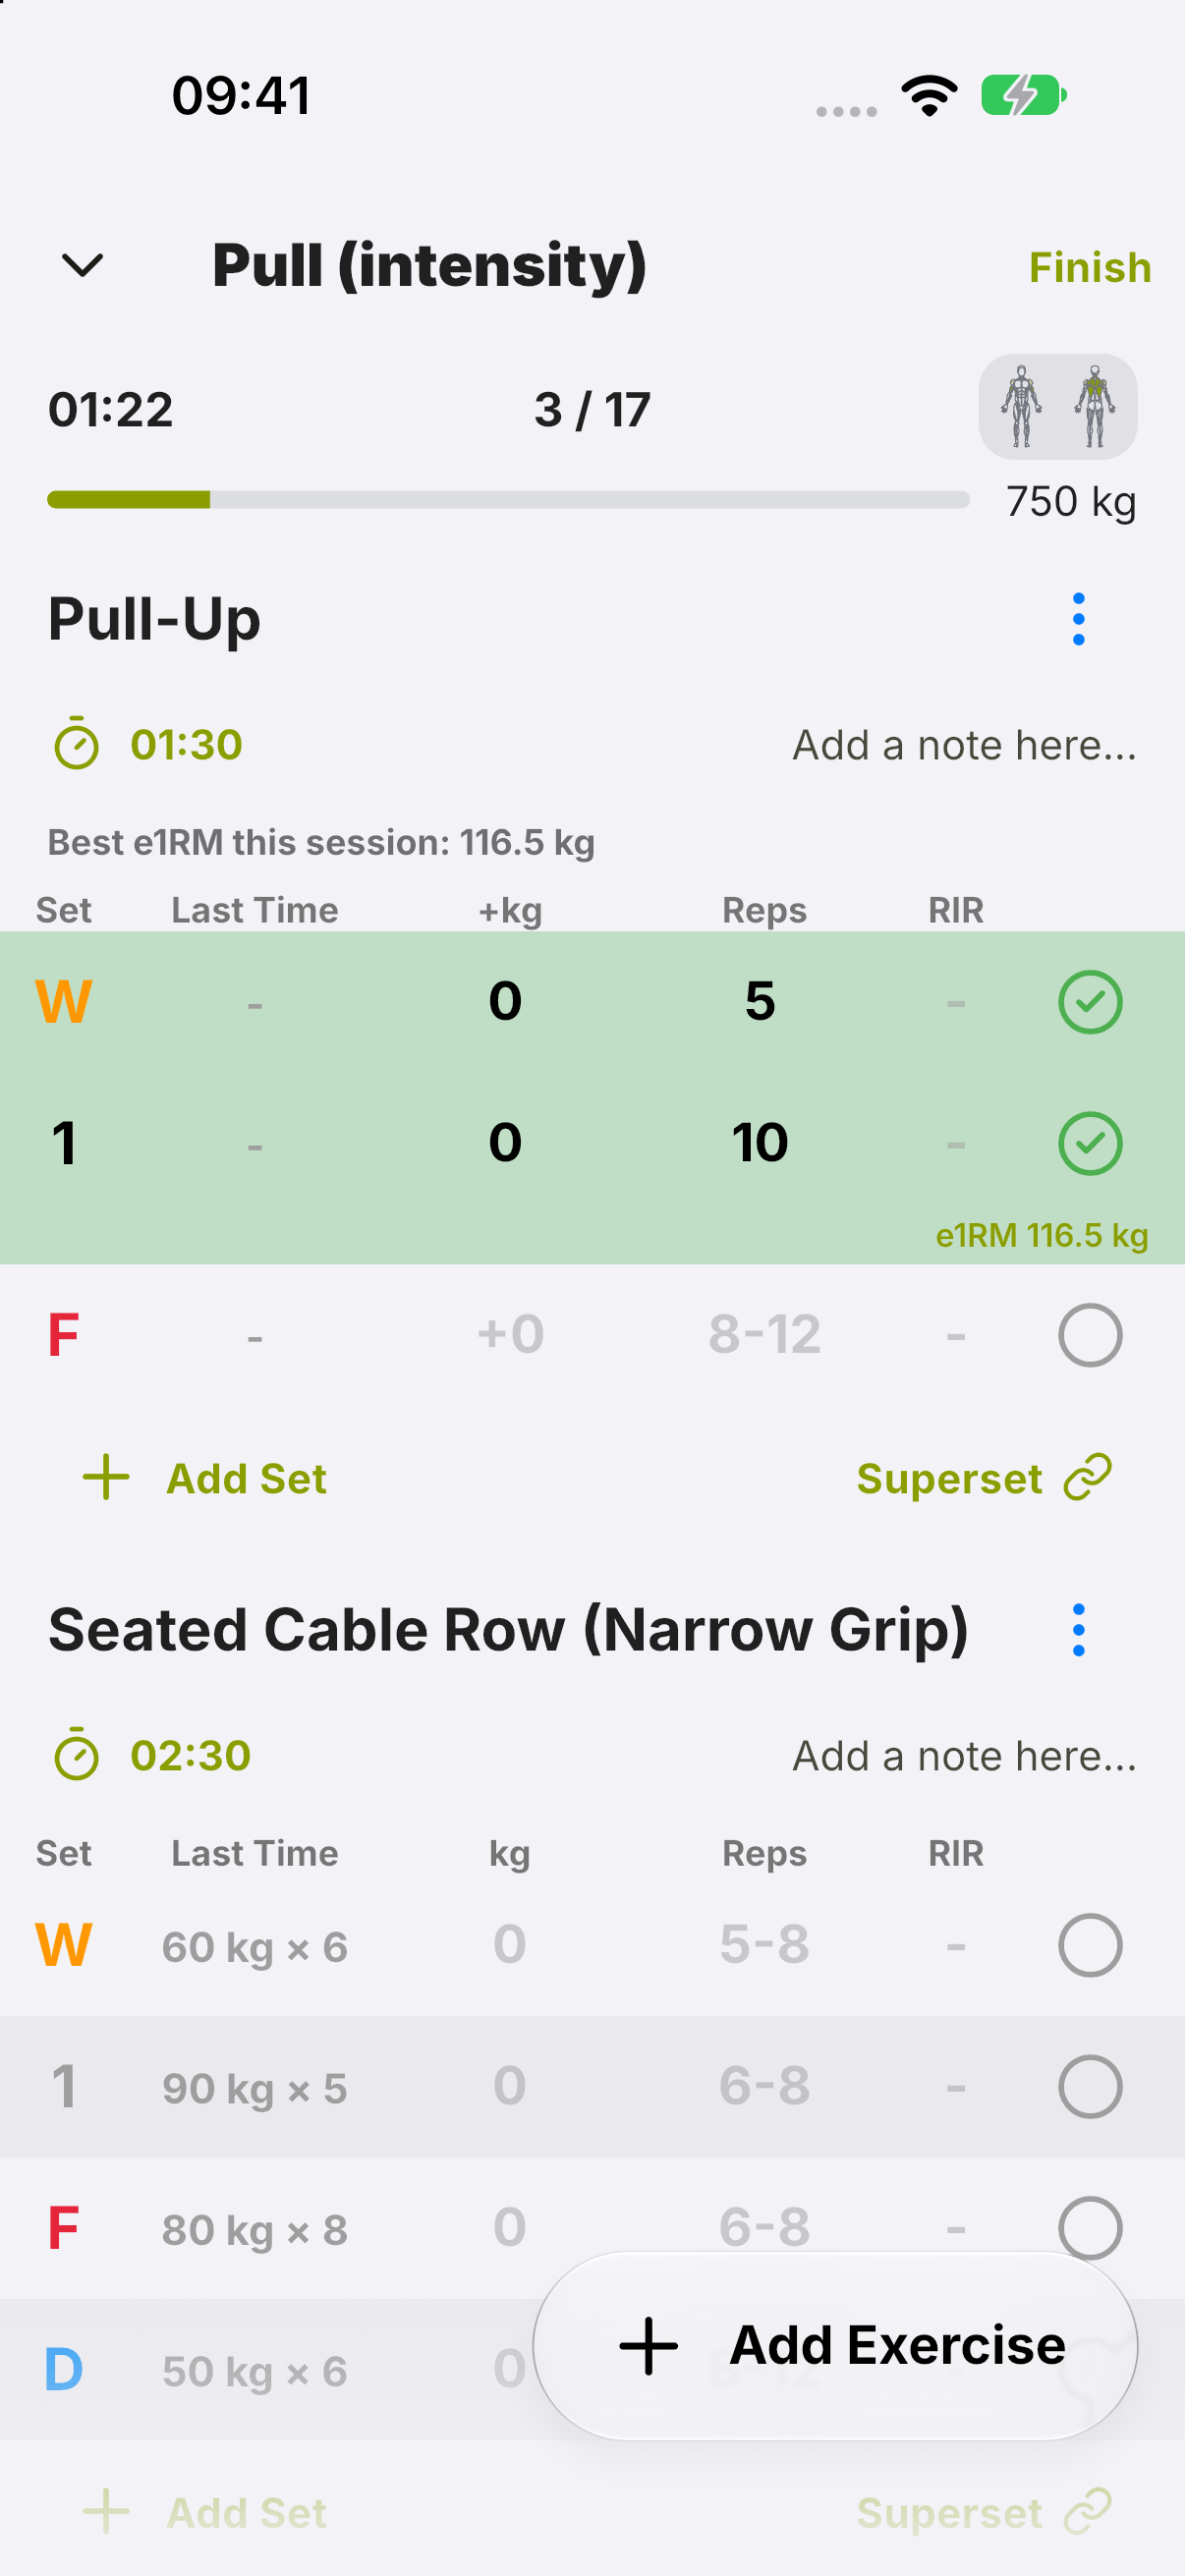 09:41
Pull (intensity)
Finish
01:22
3 / 17
750 kg
Pull-Up
01:30
Add a note here...
Best e1RM this session: 116.5 kg
Set Last Time +kg Reps RIR
W - 0 5 -
1 - 0 10 -
e1RM 116.5 kg
F - +0 8-12 -
Add Set
Superset
Seated Cable Row (Narrow Grip)
02:30
Add a note here...
Set Last Time kg Reps RIR
W 60 kg × 6 0 5-8 -
1 90 kg × 5 0 6-8 -
F 80 kg × 8 0 6-8 -
D 50 kg × 6 0
Add Exercise
Add Set
Superset